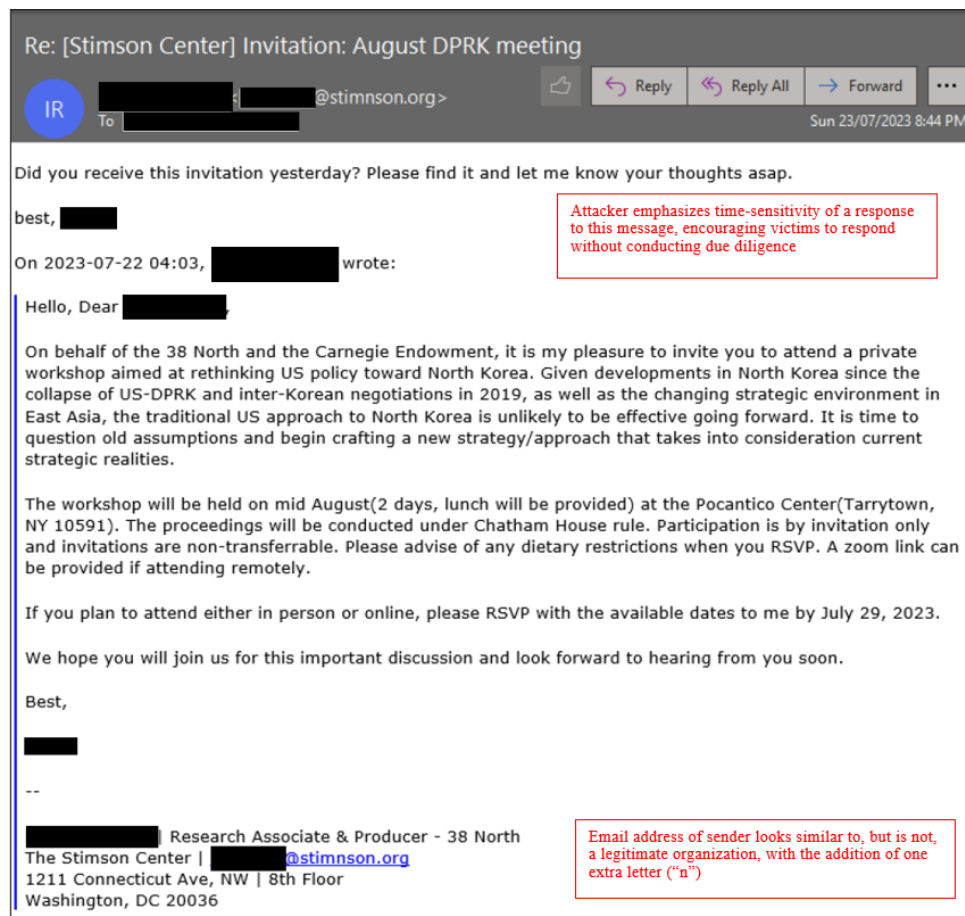 Re: [Stimson Center] Invitation: August DPRK meeting
IR
<
@stimnson.org>
Reply
Reply All
Forward
...
To
Sun 23/07/2023 8:44 PM
Did you receive this invitation yesterday? Please find it and let me know your thoughts asap.
best,
Attacker emphasizes time-sensitivity of a response
to this message, encouraging victims to respond
without conducting due diligence
On 2023-07-22 04:03, wrote:
Hello, Dear ,
On behalf of the 38 North and the Carnegie Endowment, it is my pleasure to invite you to attend a private
workshop aimed at rethinking US policy toward North Korea. Given developments in North Korea since the
collapse of US-DPRK and inter-Korean negotiations in 2019, as well as the changing strategic environment in
East Asia, the traditional US approach to North Korea is unlikely to be effective going forward. It is time to
question old assumptions and begin crafting a new strategy/approach that takes into consideration current
strategic realities.
The workshop will be held on mid August(2 days, lunch will be provided) at the Pocantico Center(Tarrytown,
NY 10591). The proceedings will be conducted under Chatham House rule. Participation is by invitation only
and invitations are non-transferrable. Please advise of any dietary restrictions when you RSVP. A zoom link can
be provided if attending remotely.
If you plan to attend either in person or online, please RSVP with the available dates to me by July 29, 2023.
We hope you will join us for this important discussion and look forward to hearing from you soon.
Best,
--
| Research Associate & Producer - 38 North
The Stimson Center | @stimnson.org
1211 Connecticut Ave, NW | 8th Floor
Washington, DC 20036
Email address of sender looks similar to, but is not,
a legitimate organization, with the addition of one
extra letter (“n”)